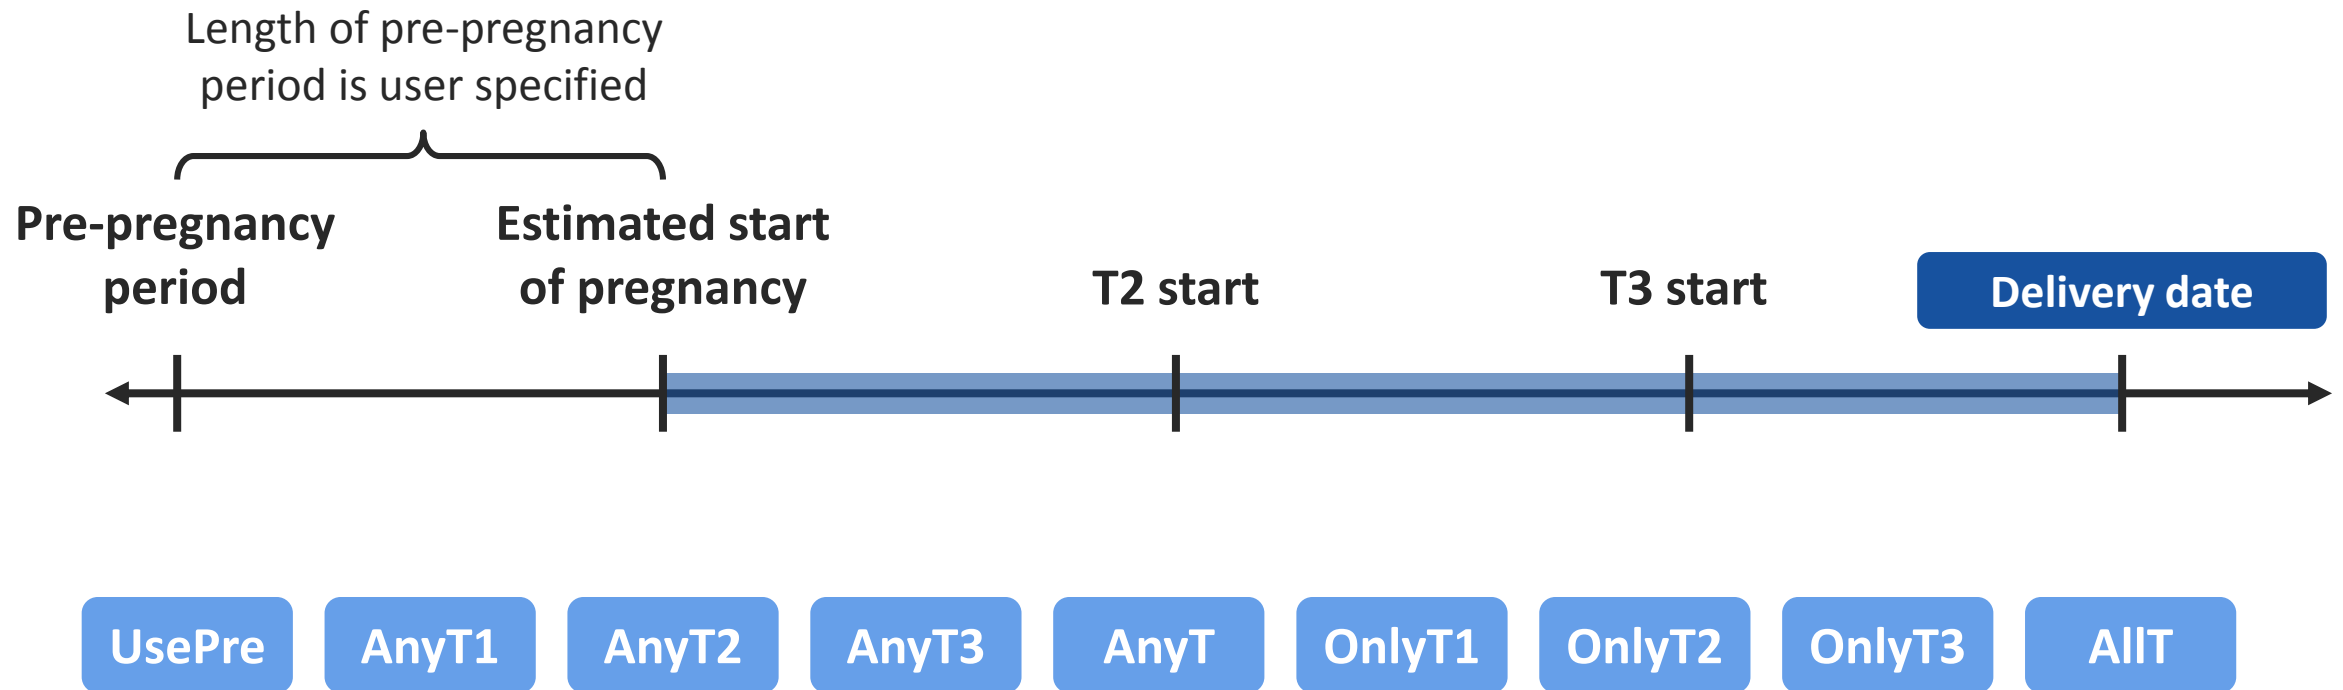 Length of pre-pregnancy
period is user specified
Pre-pregnancy
period
Estimated start
of pregnancy
T2 start
T3 start
Delivery date
UsePre
AnyT1
AnyT2
AnyT3
AnyT
OnlyT1
OnlyT2
OnlyT3
AllT